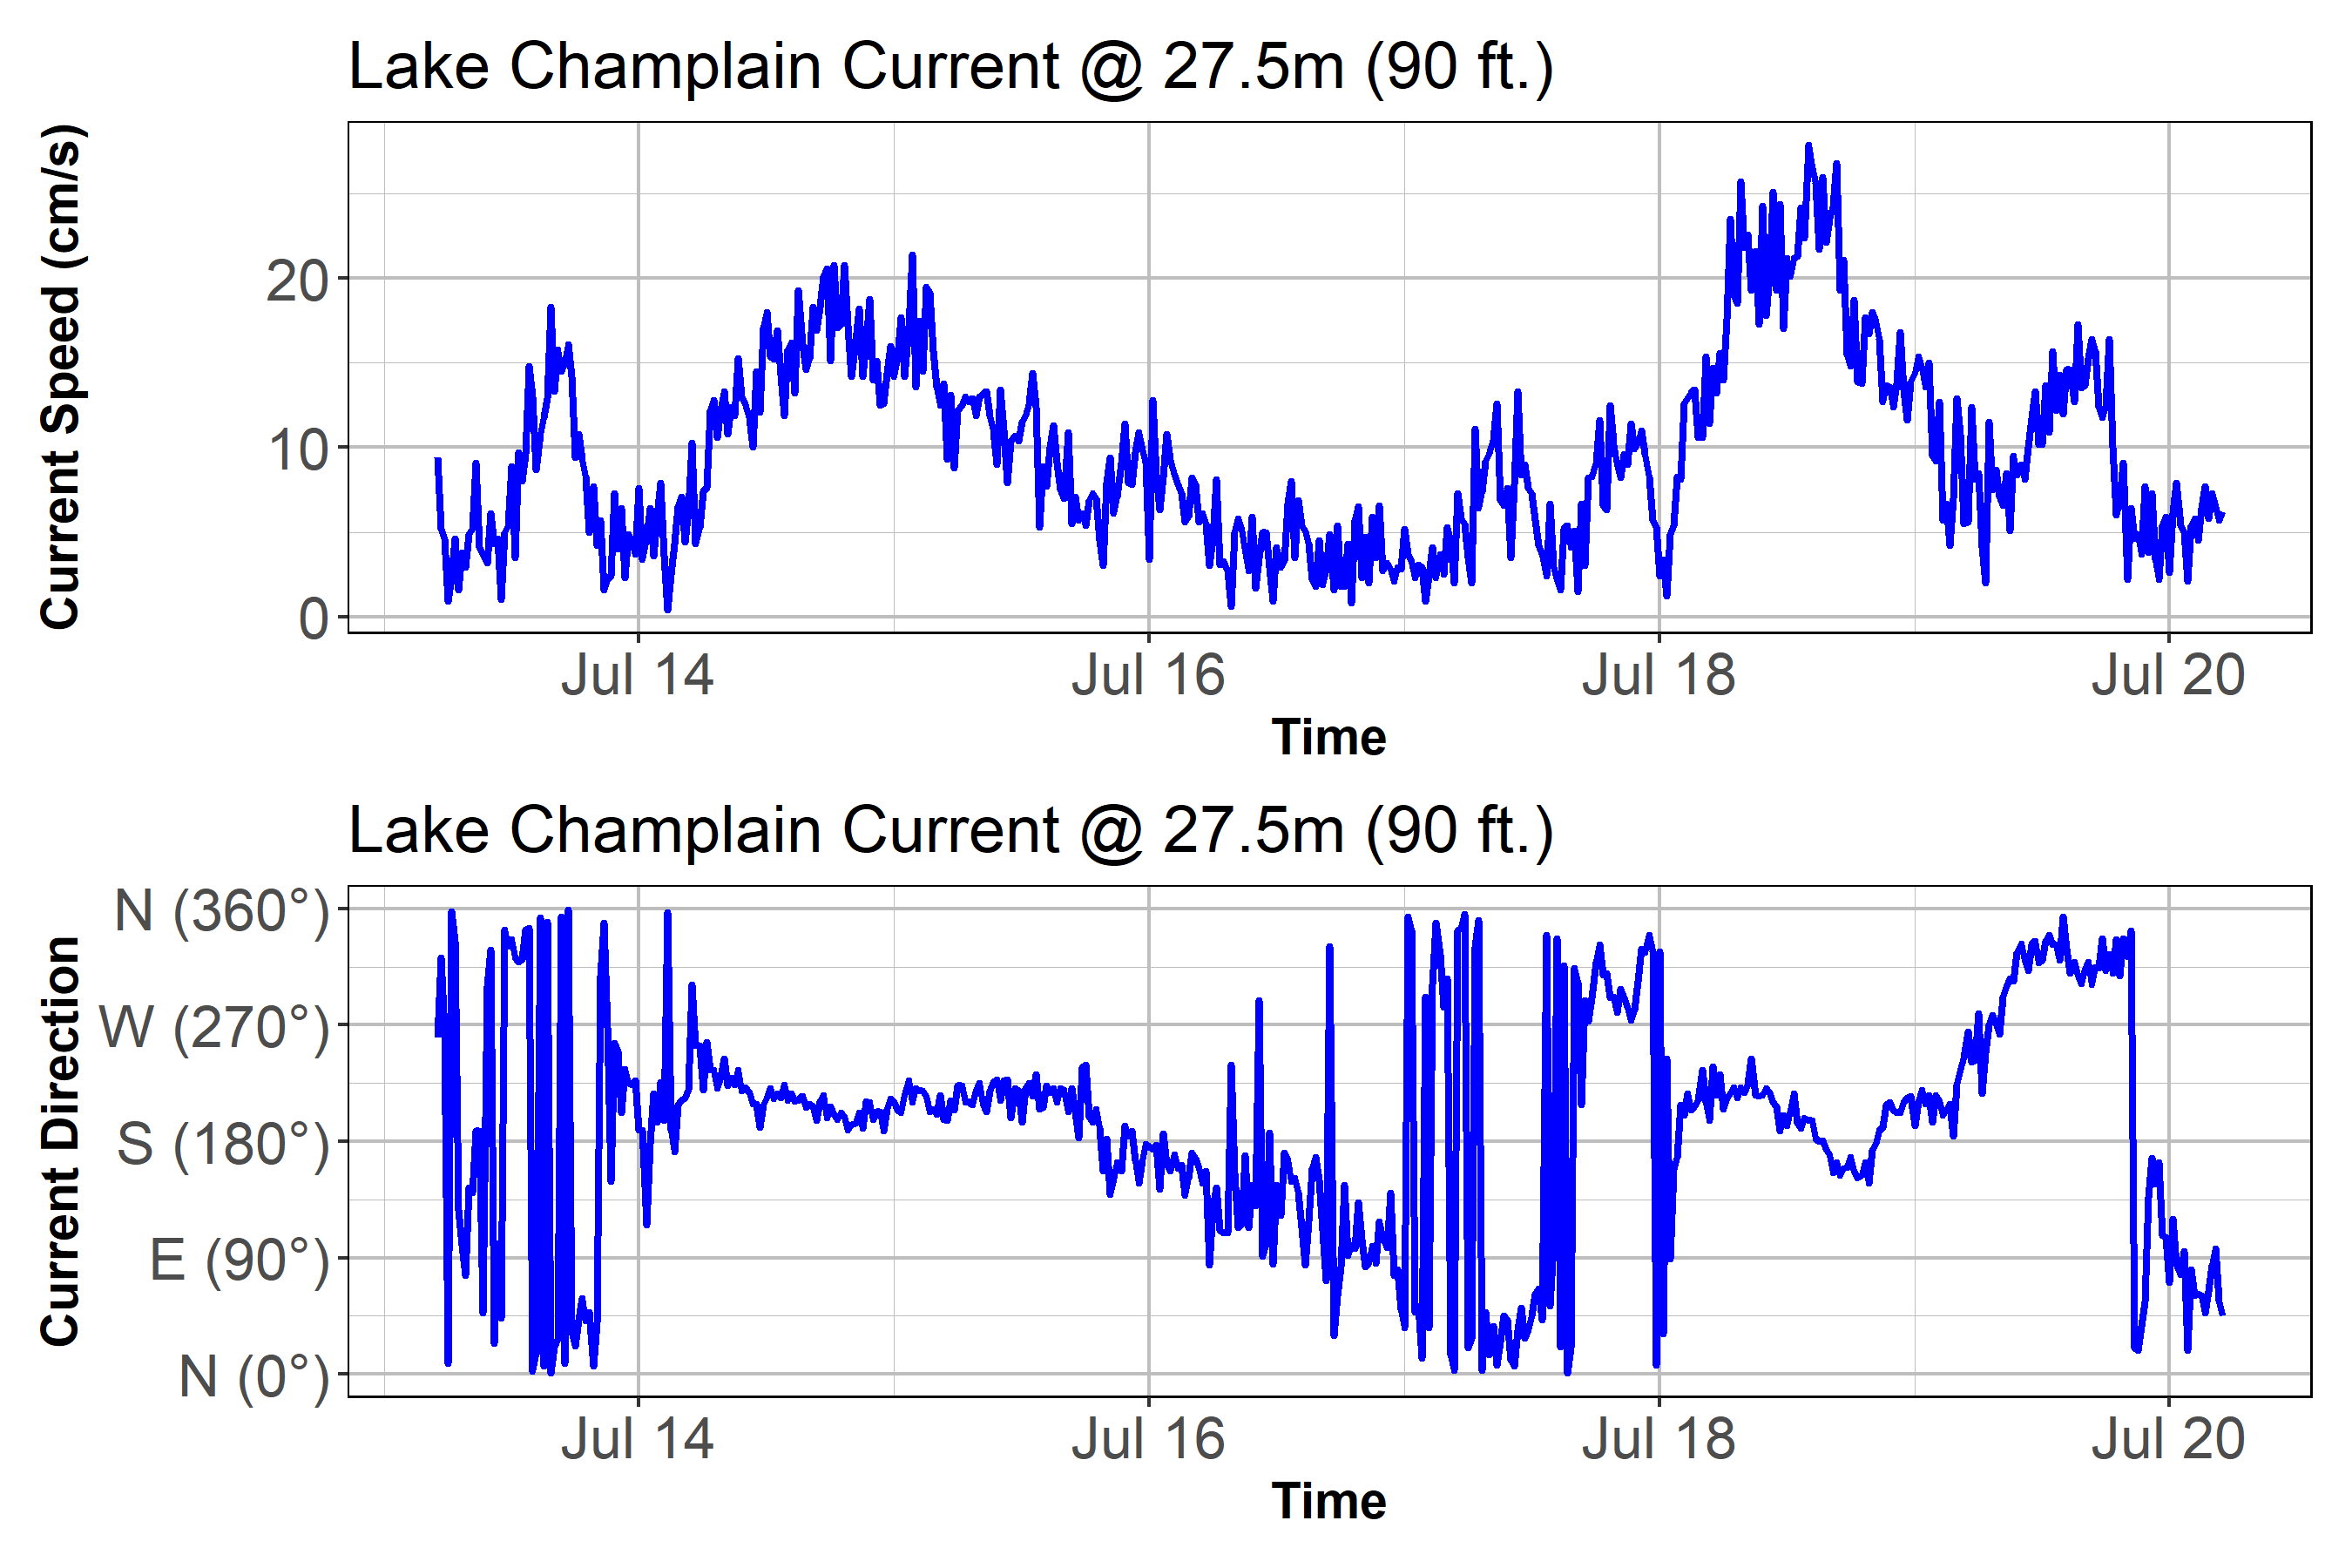 Lake Champlain Current @ 27.5m (90 ft.)
Current Speed (cm/s)
20
10
0
Jul 14 Jul 16 Jul 18 Jul 20
Time
Lake Champlain Current @ 27.5m (90 ft.)
Current Direction
N (360°)
W (270°)
S (180°)
E (90°)
N (0°)
Jul 14 Jul 16 Jul 18 Jul 20
Time